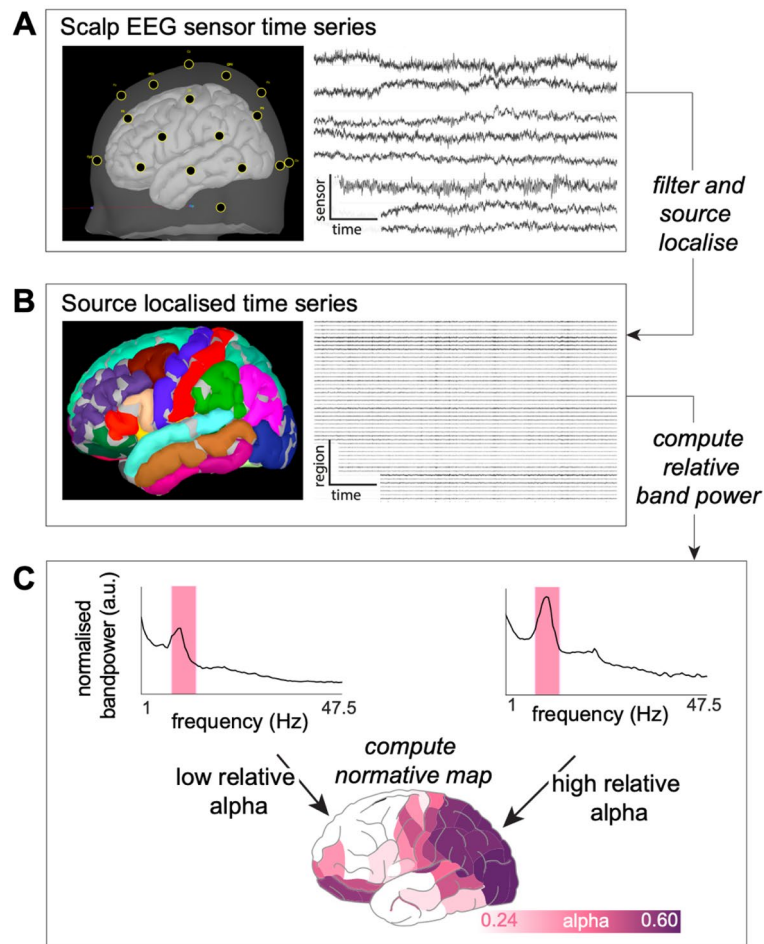 A
Scalp EEG sensor time series
sensor
time
filter and
source
localise
B
Source localised time series
region
time
compute
relative
band power
C
normalised
bandpower (a.u.)
1
47.5
frequency (Hz)
1
47.5
frequency (Hz)
compute
normative map
low relative
alpha
high relative
alpha
0.24
alpha
0.60